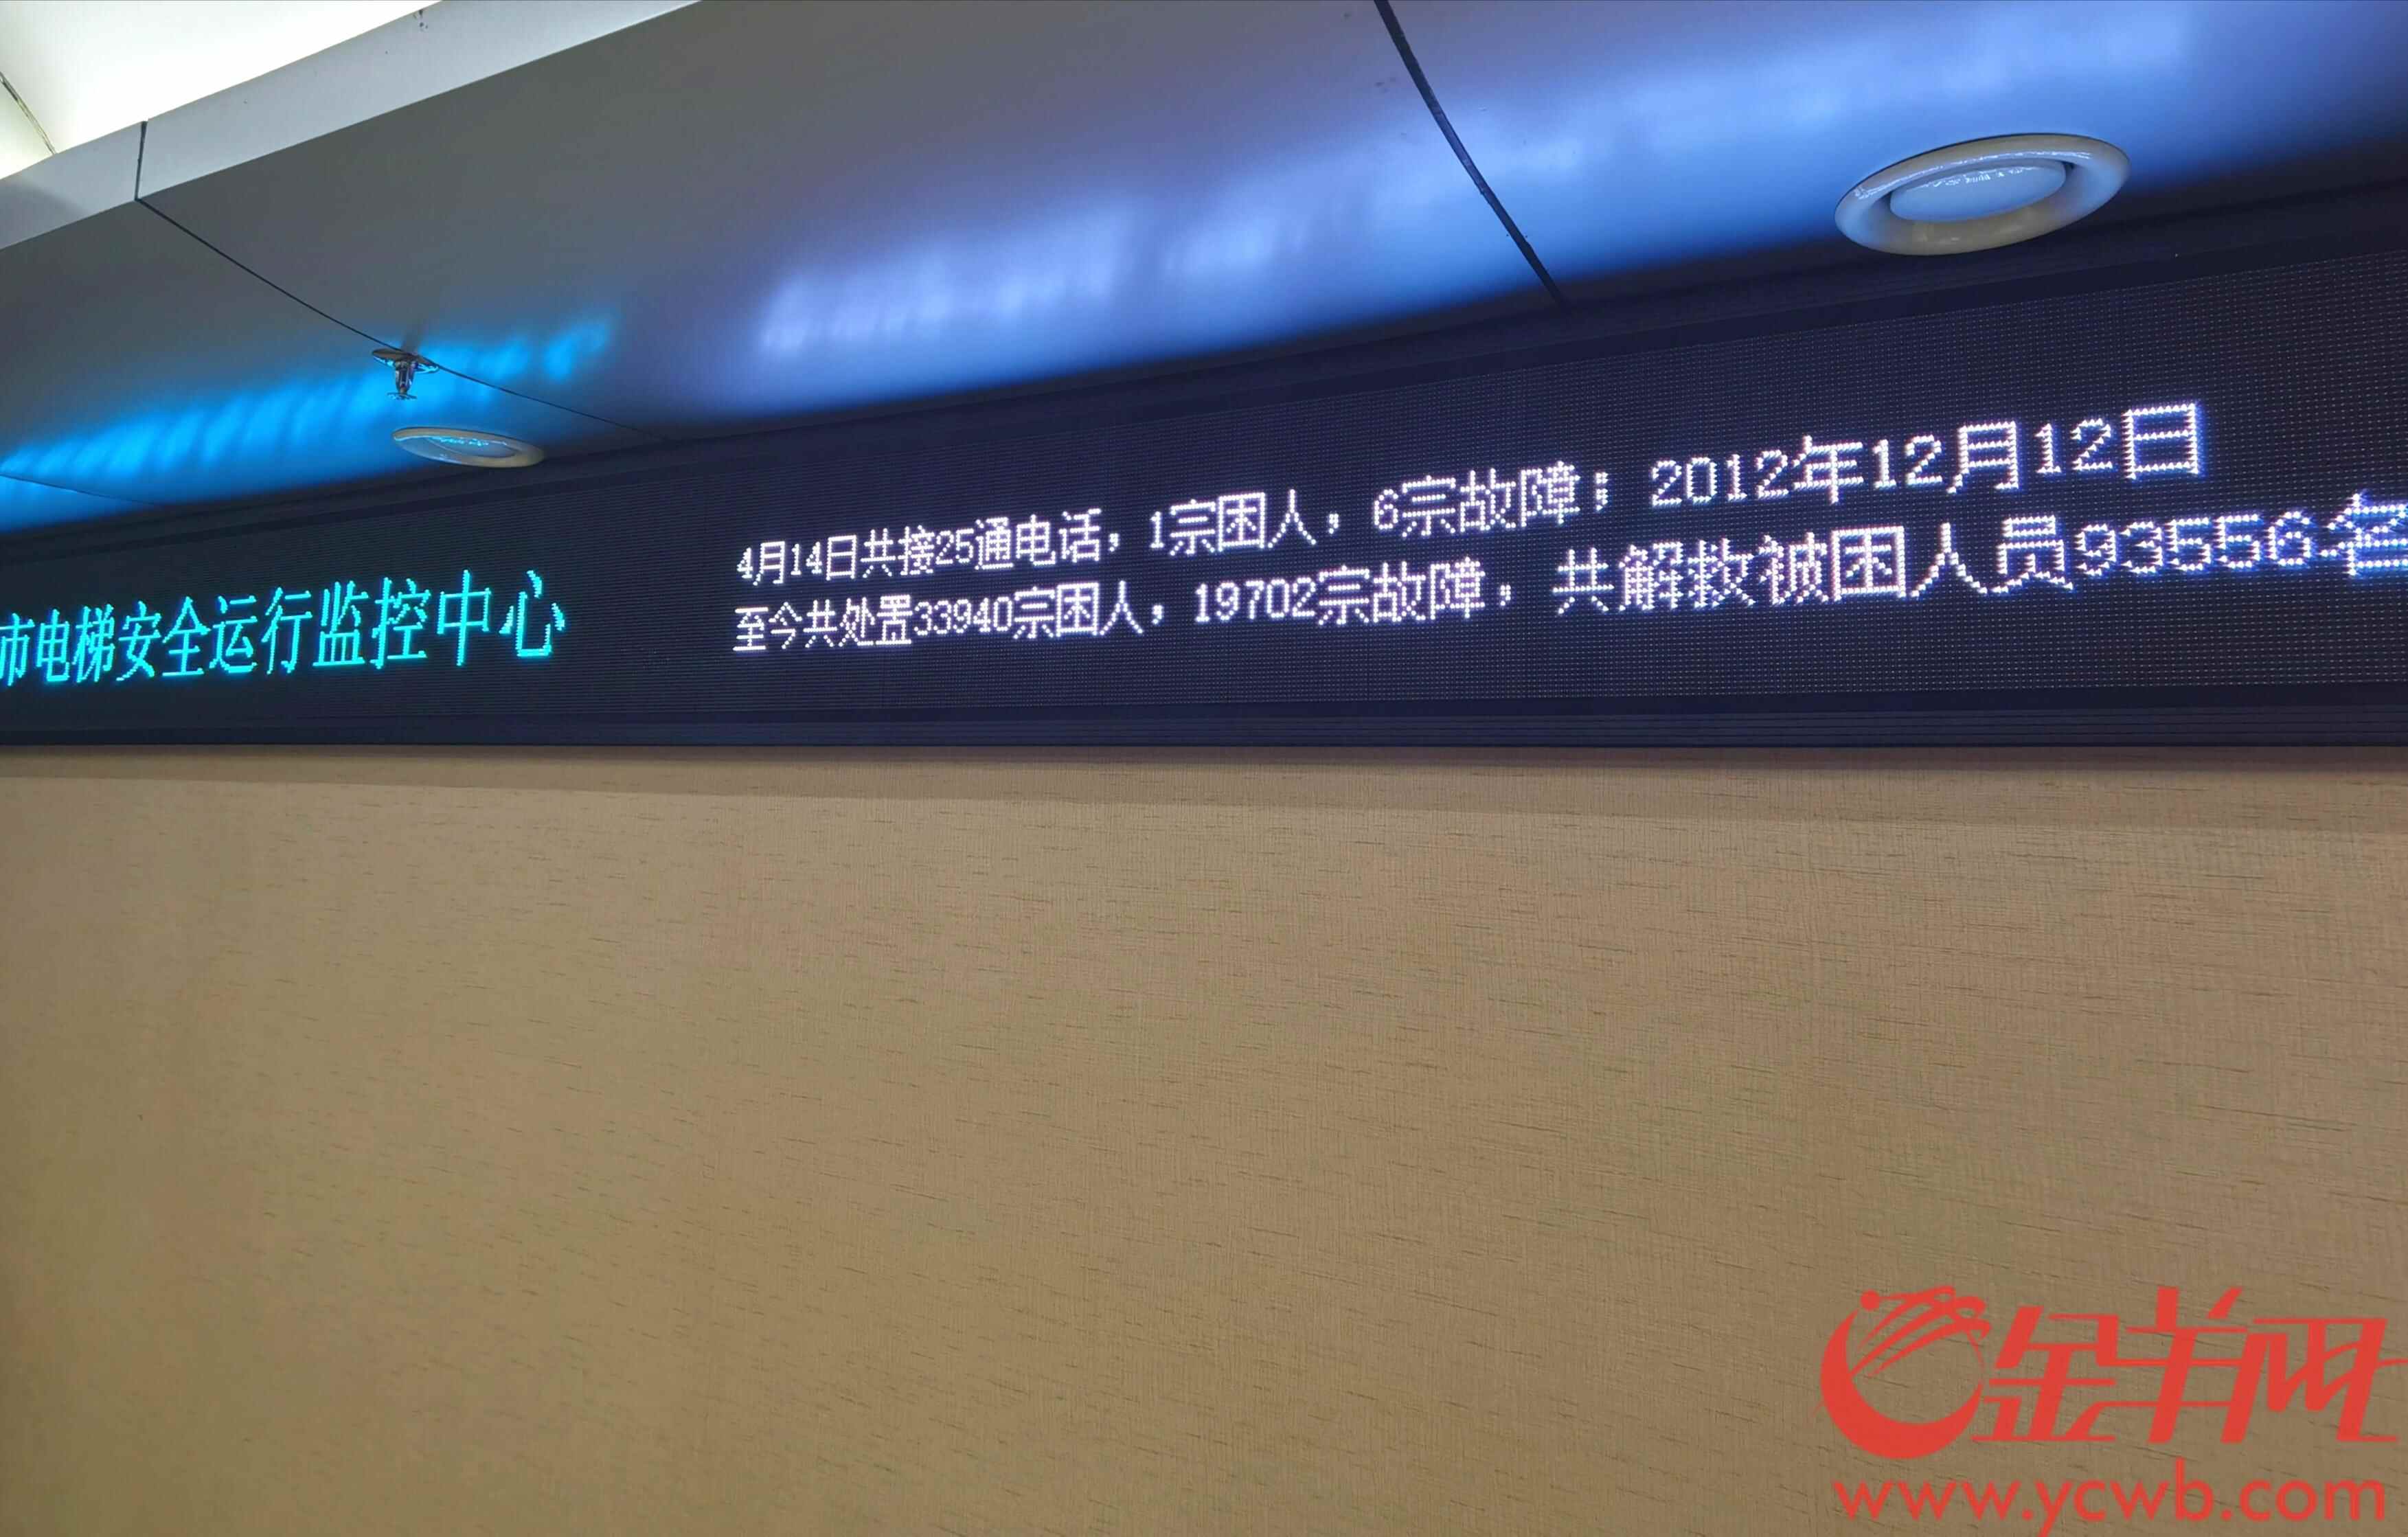 市电梯安全运行监控中心
4月14日共接25通电话，1宗困人，6宗故障；2012年12月12日
至今共处置33940宗困人，19702宗故障，共解救被困人员93556名
金羊网
www.ycwb.com